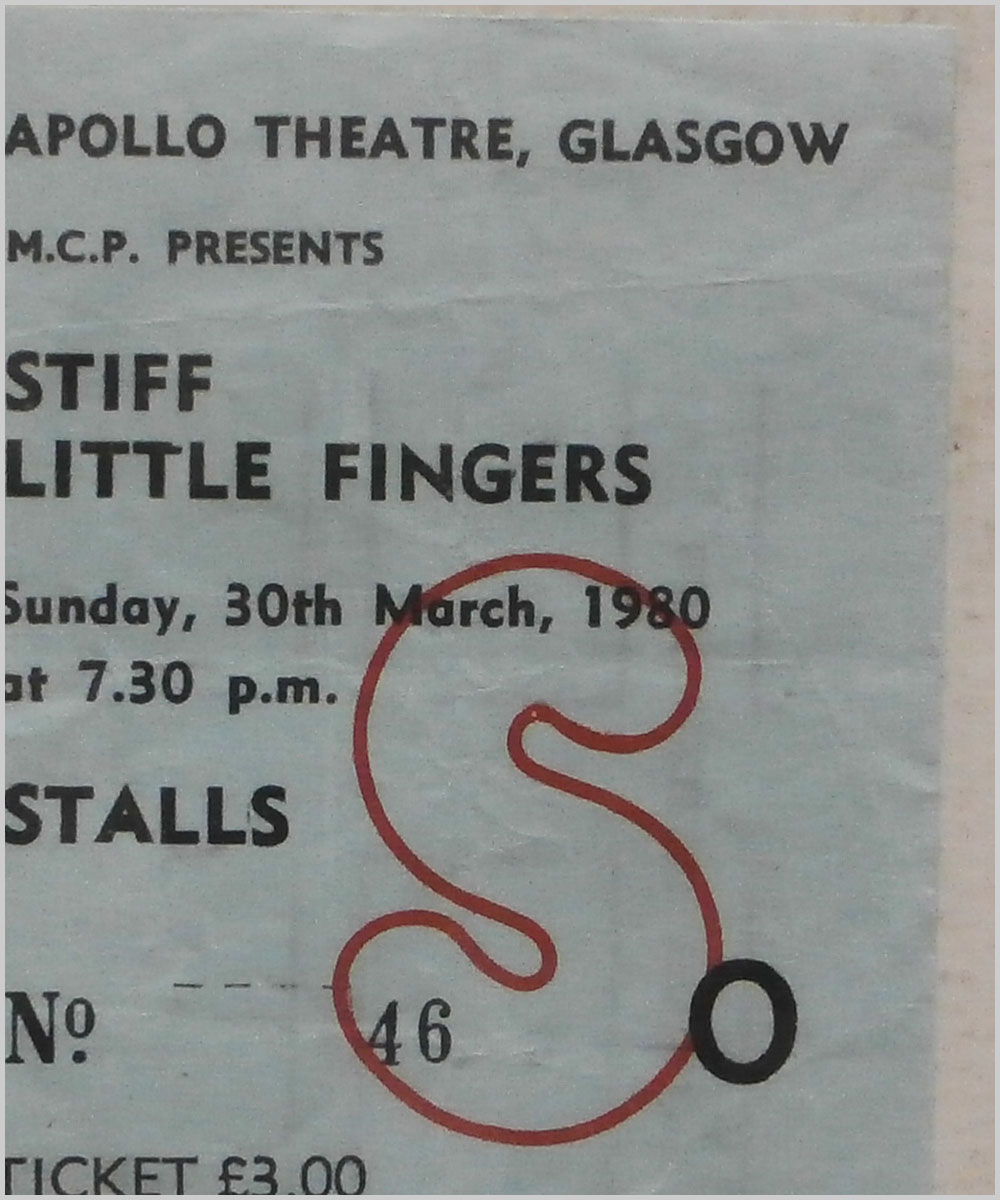 APOLLO THEATRE, GLASGOW
M.C.P. PRESENTS
STIFF
LITTLE FINGERS
Sunday, 30th March, 1980
at 7.30 p.m.
STALLS
S
O
Nº 46
TICKET £3.00